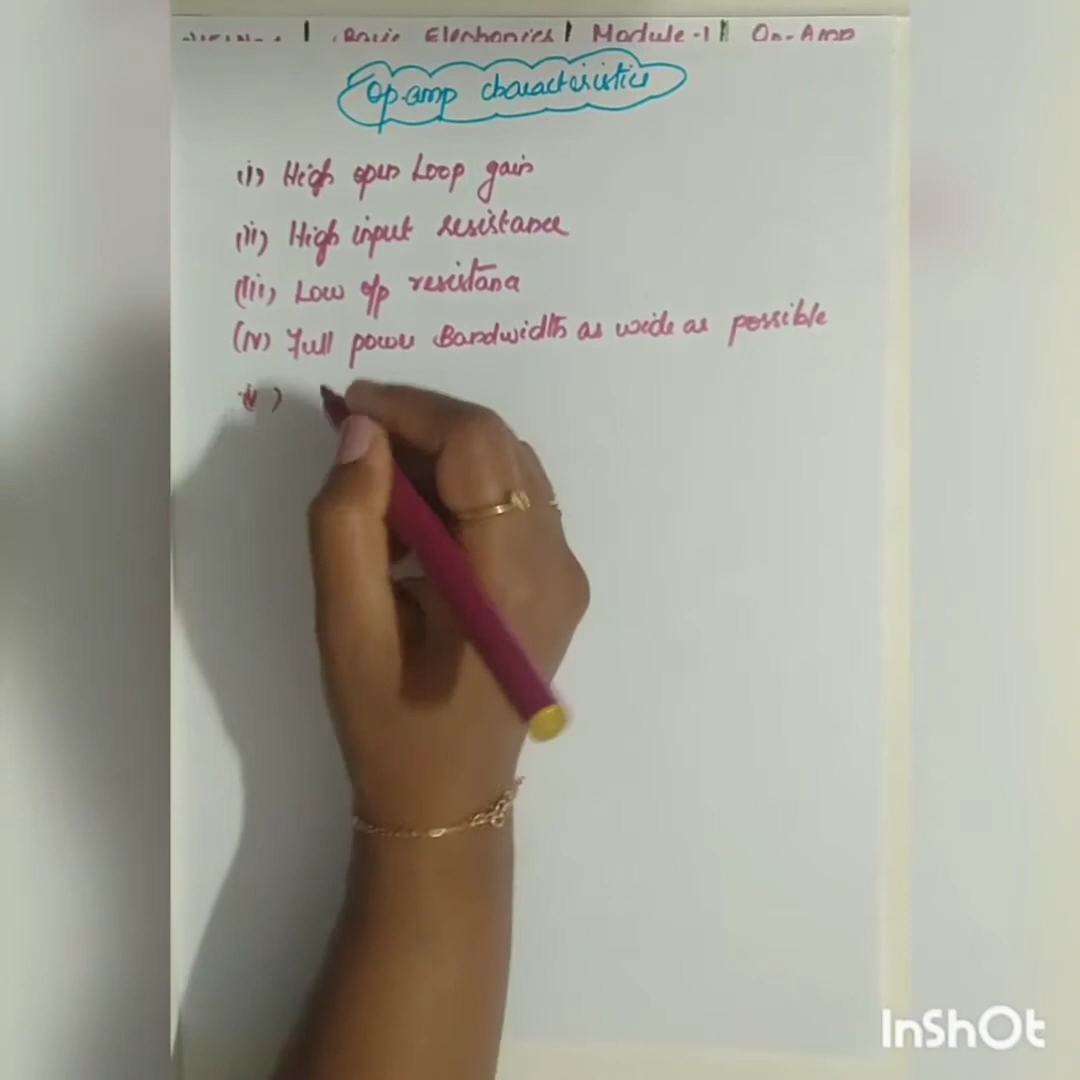 | Basic Electronics | Module-1 | Op-Amp
Op-amp characteristics
(i) High open Loop gain
(ii) High input resistance
(iii) Low o/p resistana
(iv) Full power Bandwidth as wide as possible
(v)
InShOt